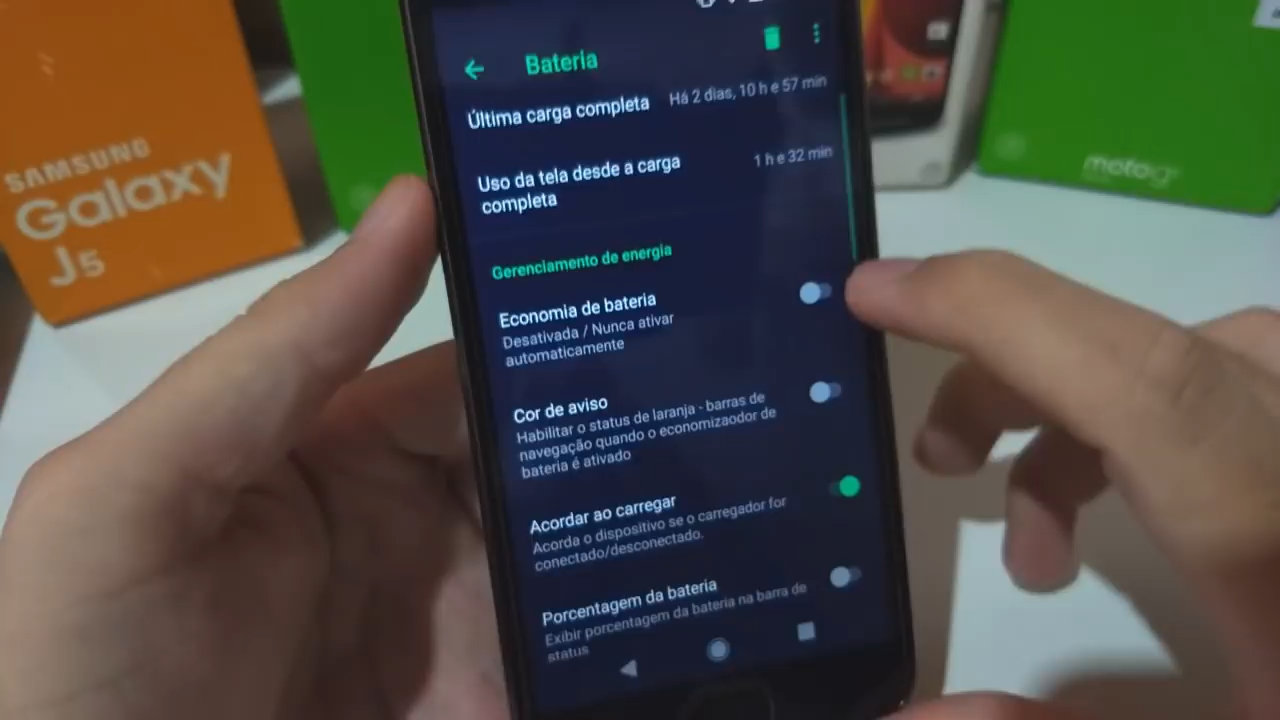 Bateria
Última carga completa Há 2 dias, 10 h e 57 min
Uso da tela desde a carga 1 h e 32 min
completa
Gerenciamento de energia
Economia de bateria
Desativada / Nunca ativar
automaticamente
Cor de aviso
Habilitar o status de laranja - barras de
navegação quando o economizaodor de
bateria é ativado
Acordar ao carregar
Acorda o dispositivo se o carregador for
conectado/desconectado.
Porcentagem da bateria
Exibir porcentagem da bateria na barra de
status
SAMSUNG
Galaxy
J5
moto g